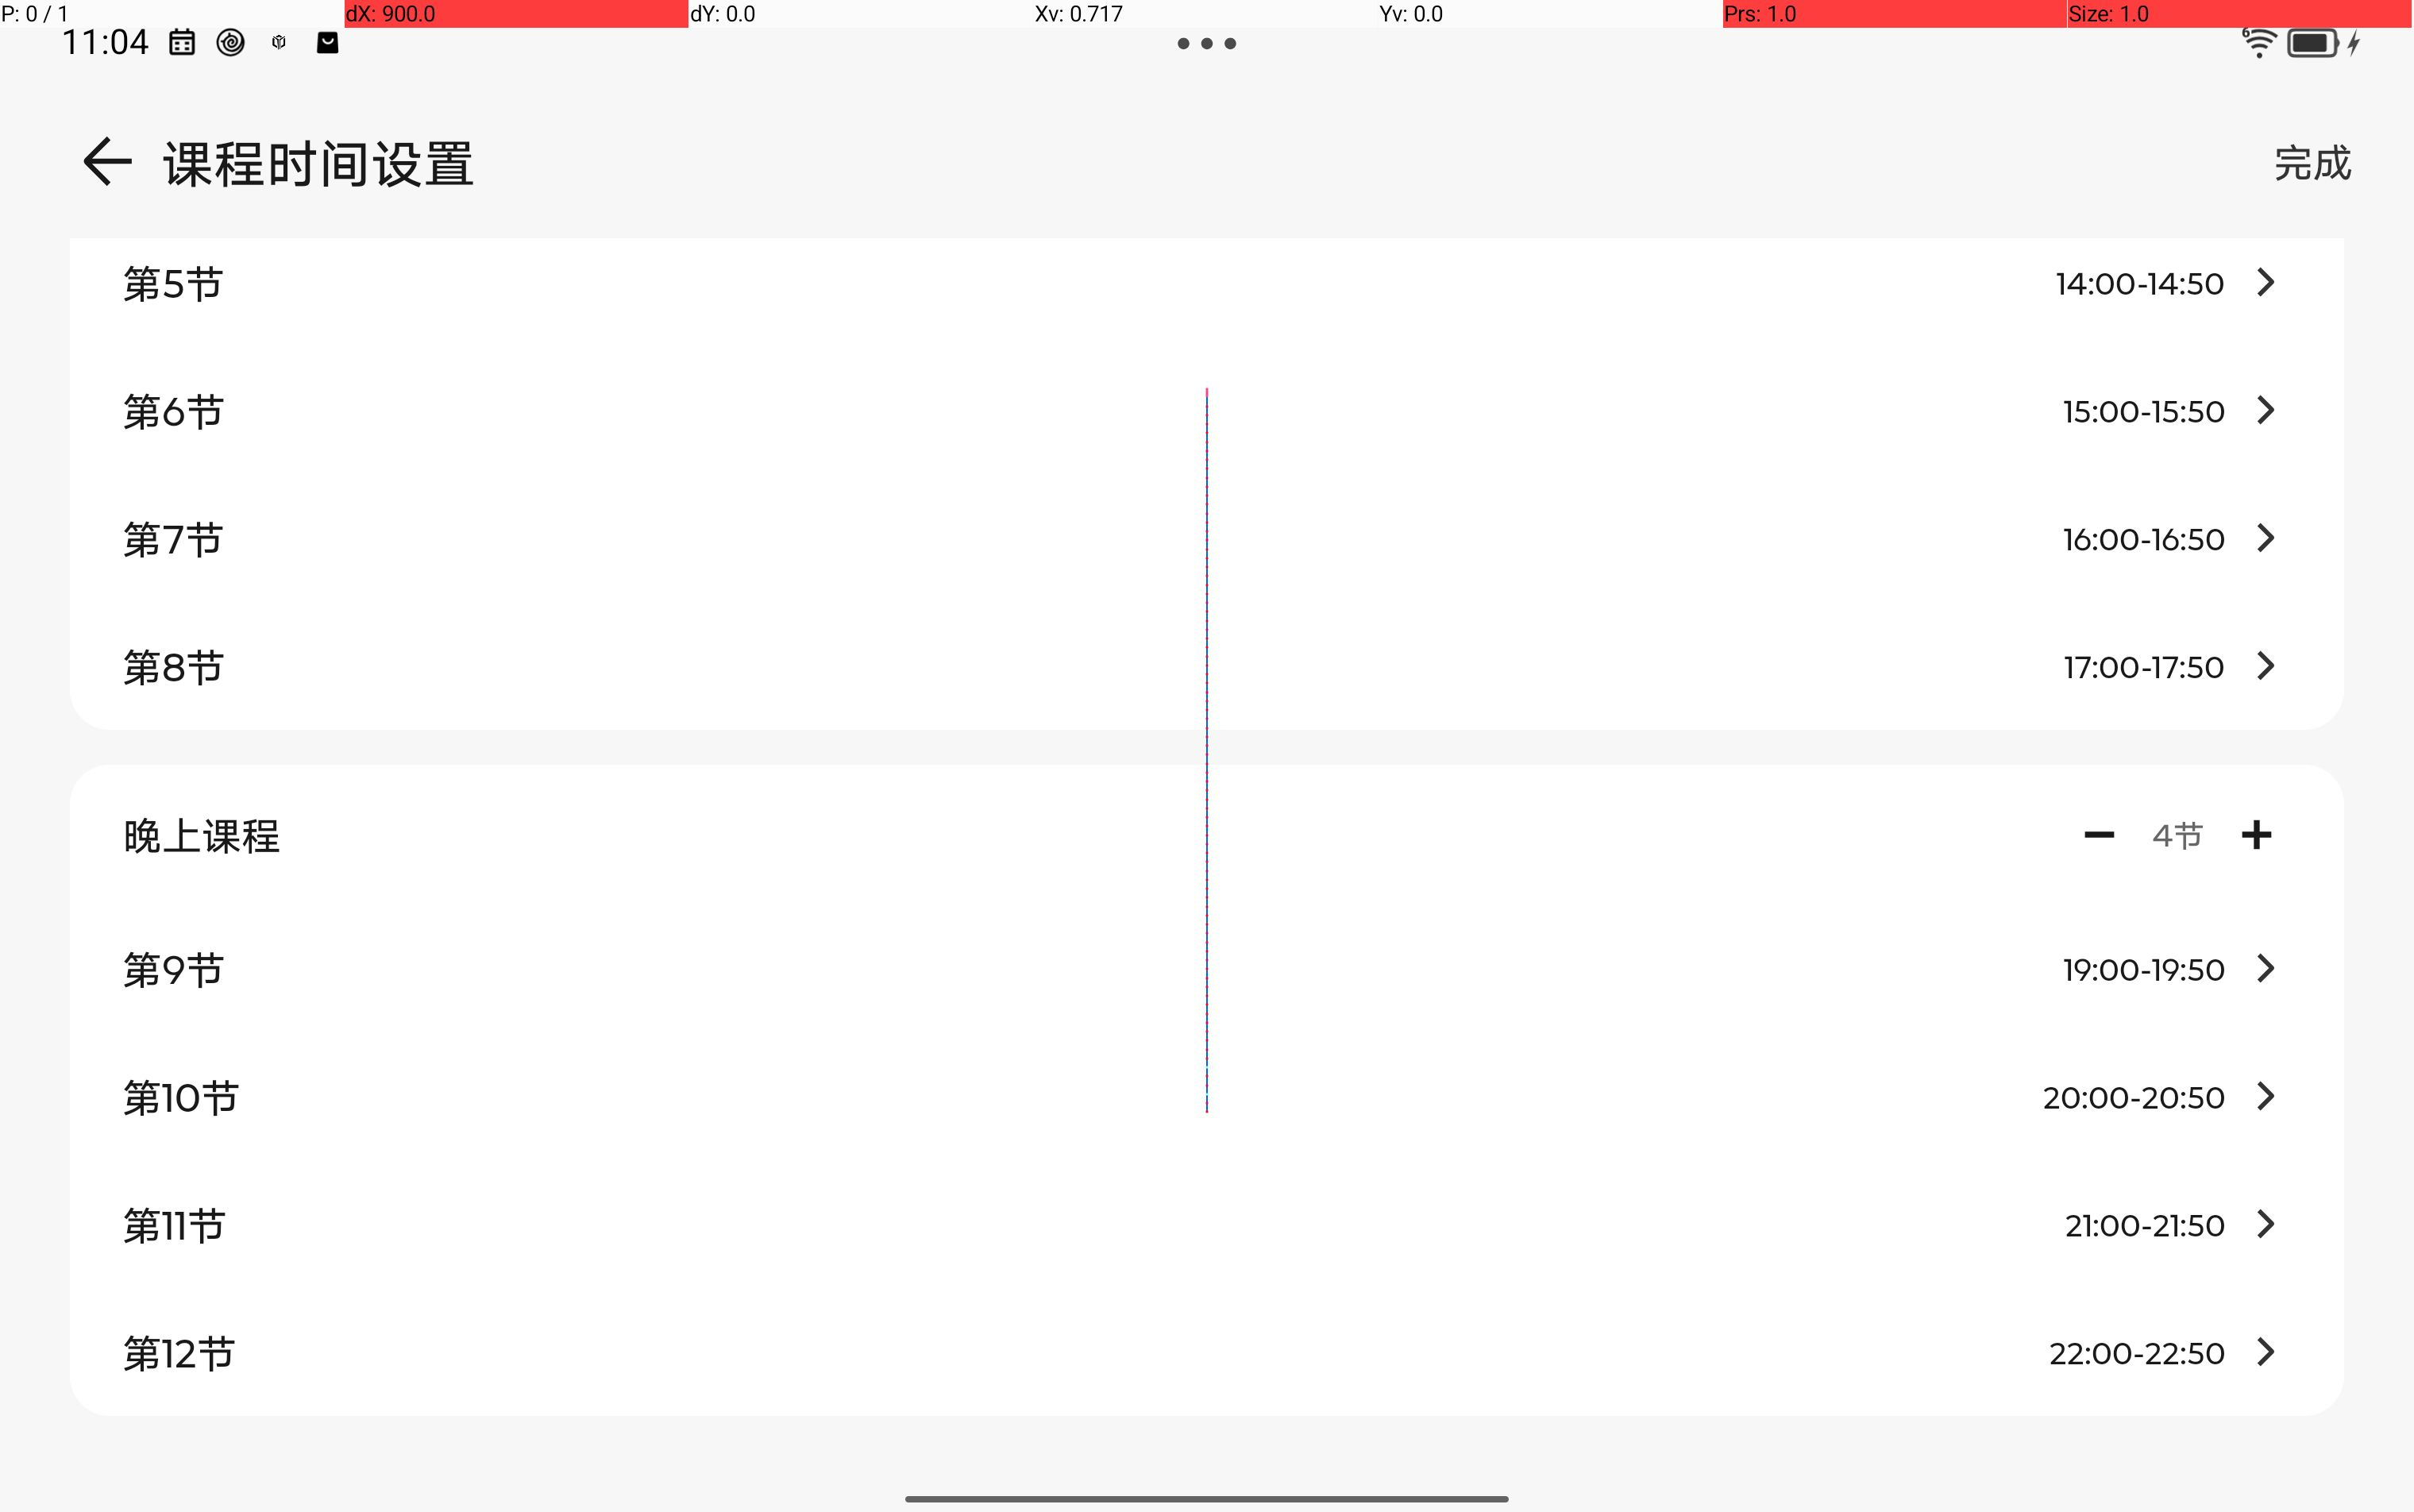 P: 0 / 1 dX: 900.0 dY: 0.0 Xv: 0.717 Yv: 0.0 Prs: 1.0 Size: 1.0
11:04 6
课程时间设置 完成
第5节 14:00-14:50
第6节 15:00-15:50
第7节 16:00-16:50
第8节 17:00-17:50
晚上课程 4节
第9节 19:00-19:50
第10节 20:00-20:50
第11节 21:00-21:50
第12节 22:00-22:50